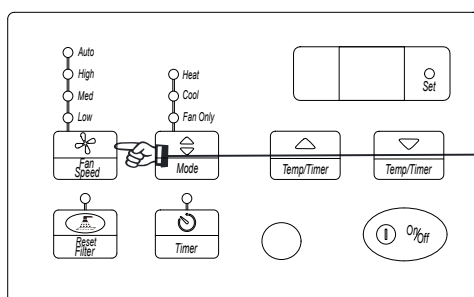 Auto
High
Med
Low
Heat
Cool
Fan Only
Set
Fan
Speed
Mode
Temp/Timer
Temp/Timer
Reset
Filter
Timer
On/Off